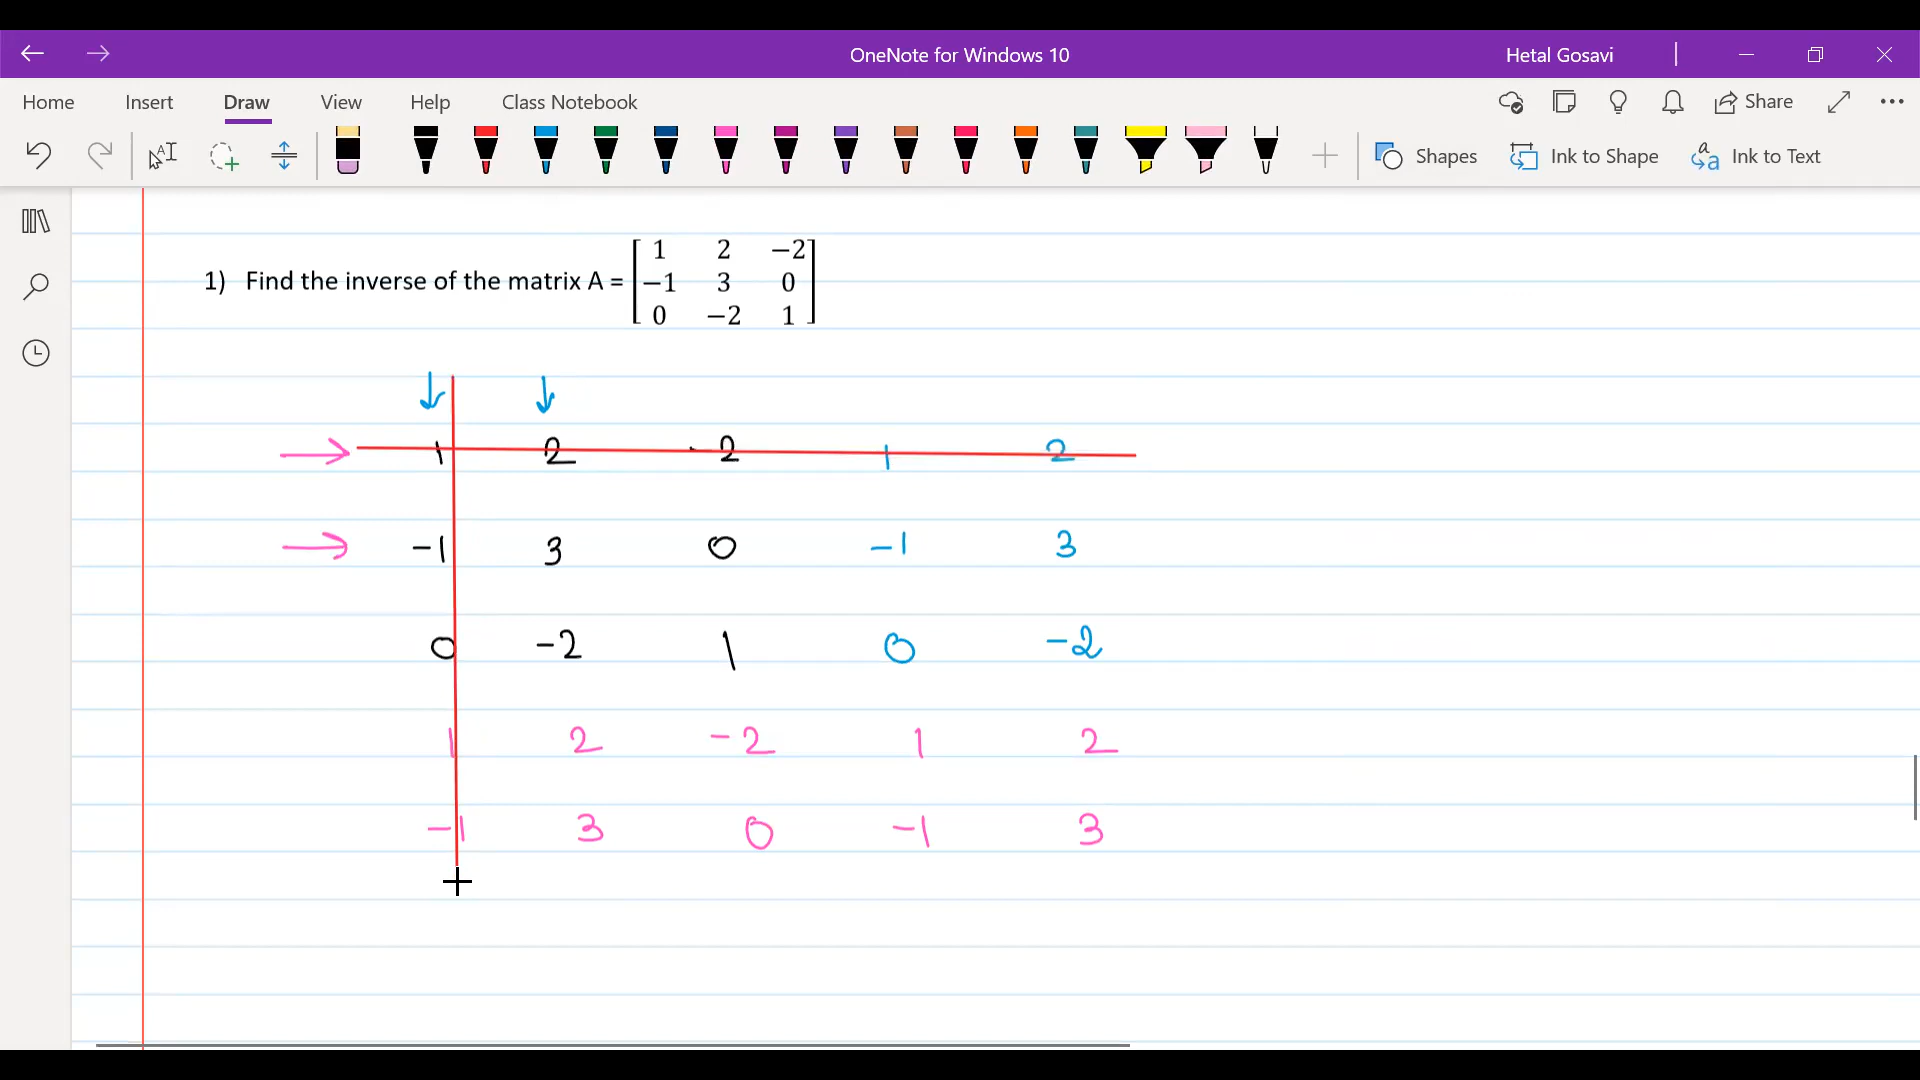 OneNote for Windows 10 Hetal Gosavi
Home Insert Draw View Help Class Notebook Share
Shapes Ink to Shape Ink to Text
1) Find the inverse of the matrix A = [ 1 2 −2
−1 3 0
0 −2 1 ]
1 2 -2 1 2
-1 3 0 -1 3
0 -2 1 0 -2
1 2 -2 1 2
-1 3 0 -1 3